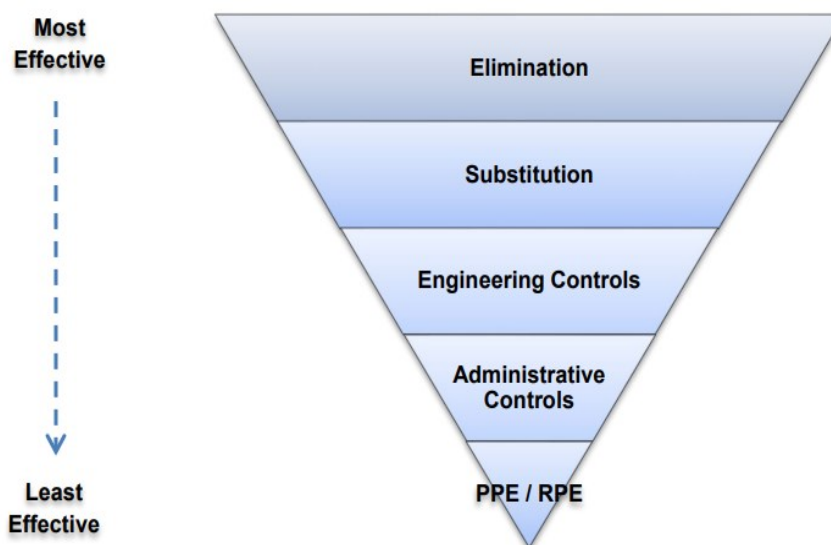 Most
Effective
Elimination
Substitution
Engineering Controls
Administrative
Controls
PPE / RPE
Least
Effective